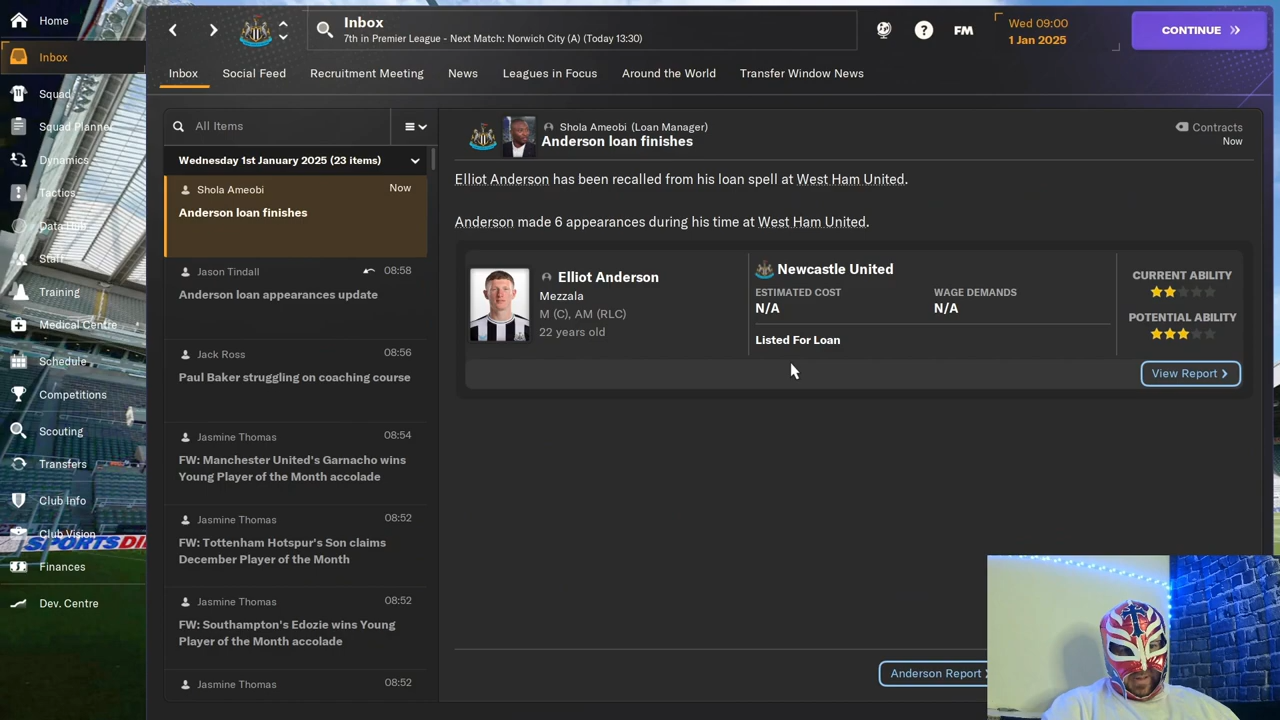 Home
Inbox
Squad
Squad Planner
Dynamics
Tactics
Data Hub
Staff
Training
Medical Centre
Schedule
Competitions
Scouting
Transfers
Club Info
Club Vision
Finances
Dev. Centre
SPORTSDI
Inbox
7th in Premier League - Next Match: Norwich City (A) (Today 13:30)
?
FM
Wed 09:00
1 Jan 2025
CONTINUE
Inbox
Social Feed
Recruitment Meeting
News
Leagues in Focus
Around the World
Transfer Window News
All Items
Wednesday 1st January 2025 (23 items)
Shola Ameobi
Now
Anderson loan finishes
Jason Tindall
08:58
Anderson loan appearances update
Jack Ross
08:56
Paul Baker struggling on coaching course
Jasmine Thomas
08:54
FW: Manchester United's Garnacho wins
Young Player of the Month accolade
Jasmine Thomas
08:52
FW: Tottenham Hotspur's Son claims
December Player of the Month
Jasmine Thomas
08:52
FW: Southampton's Edozie wins Young
Player of the Month accolade
Jasmine Thomas
08:52
Shola Ameobi (Loan Manager)
Anderson loan finishes
Contracts
Now
Elliot Anderson has been recalled from his loan spell at West Ham United.
Anderson made 6 appearances during his time at West Ham United.
Elliot Anderson
Mezzala
M (C), AM (RLC)
22 years old
Newcastle United
ESTIMATED COST
N/A
WAGE DEMANDS
N/A
Listed For Loan
CURRENT ABILITY
POTENTIAL ABILITY
View Report
Anderson Report